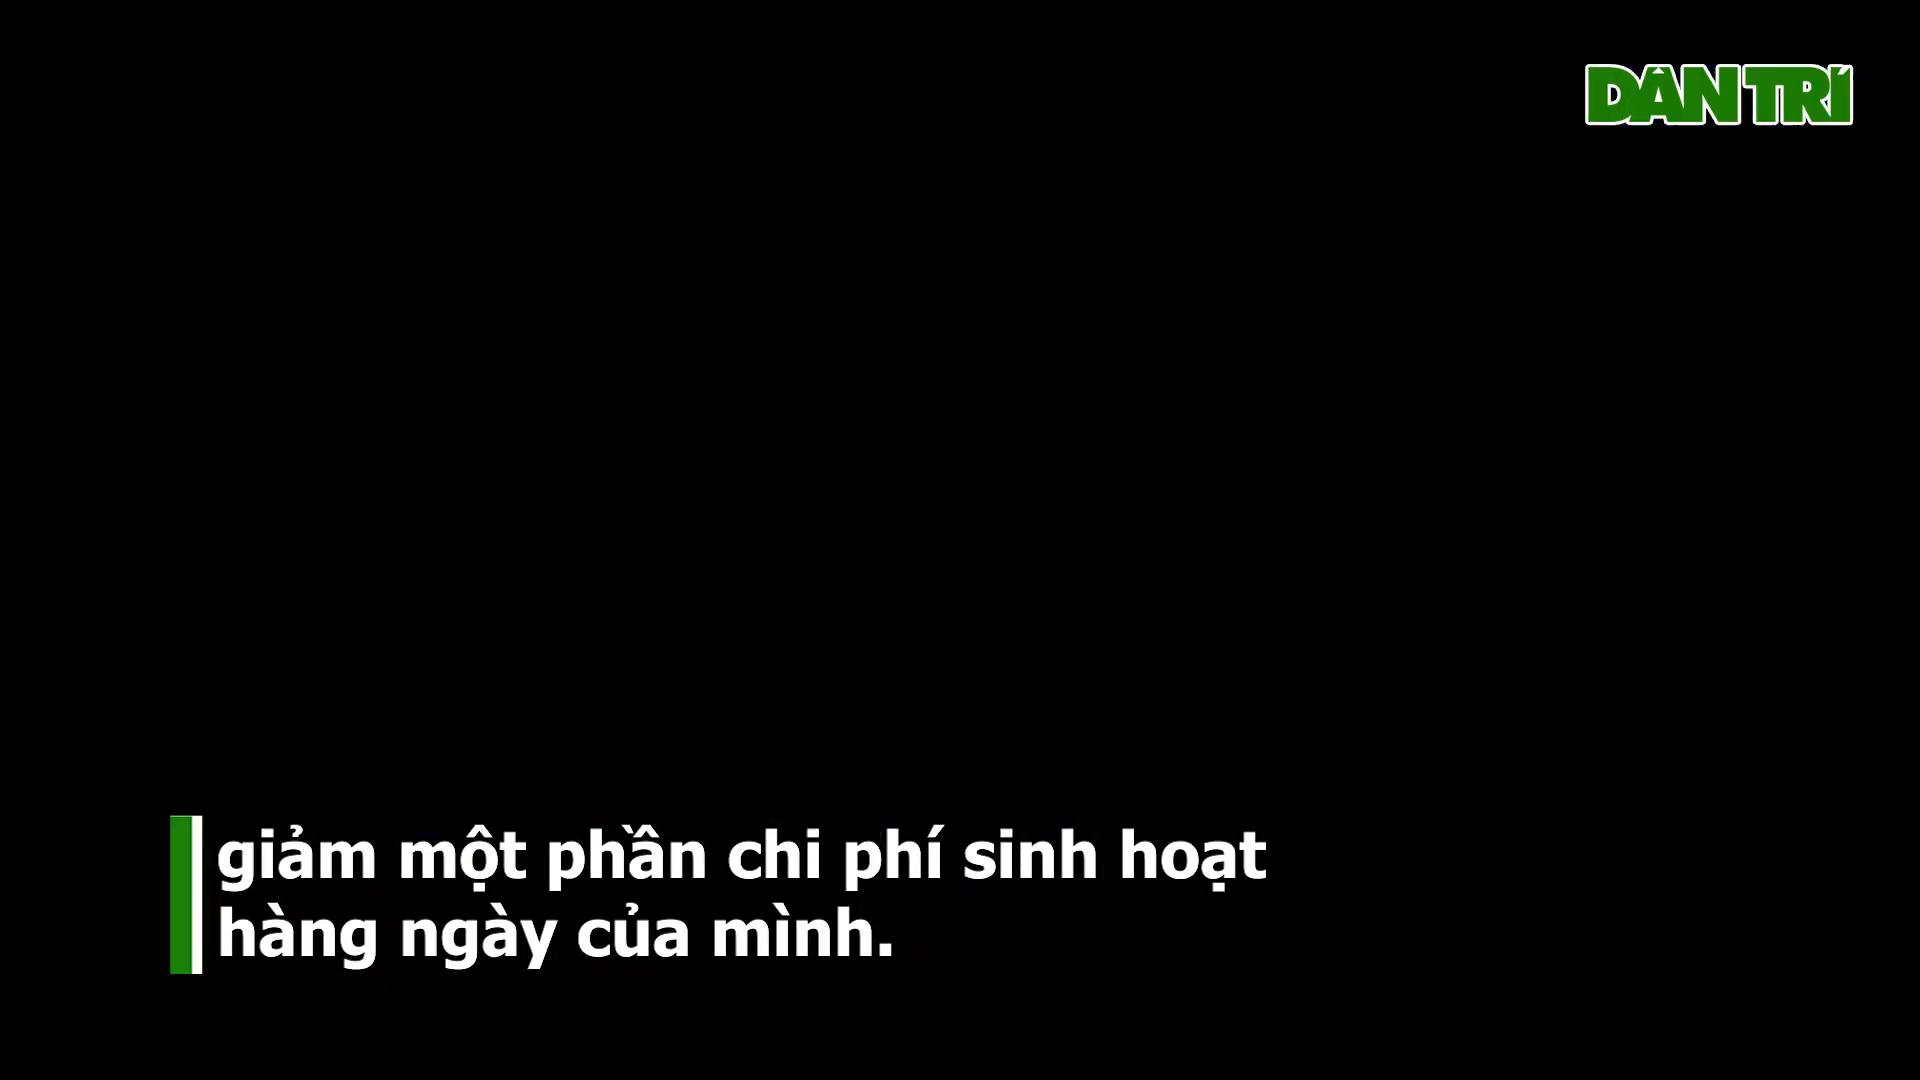 DÂN TRÍ
giảm một phần chi phí sinh hoạt
hàng ngày của mình.